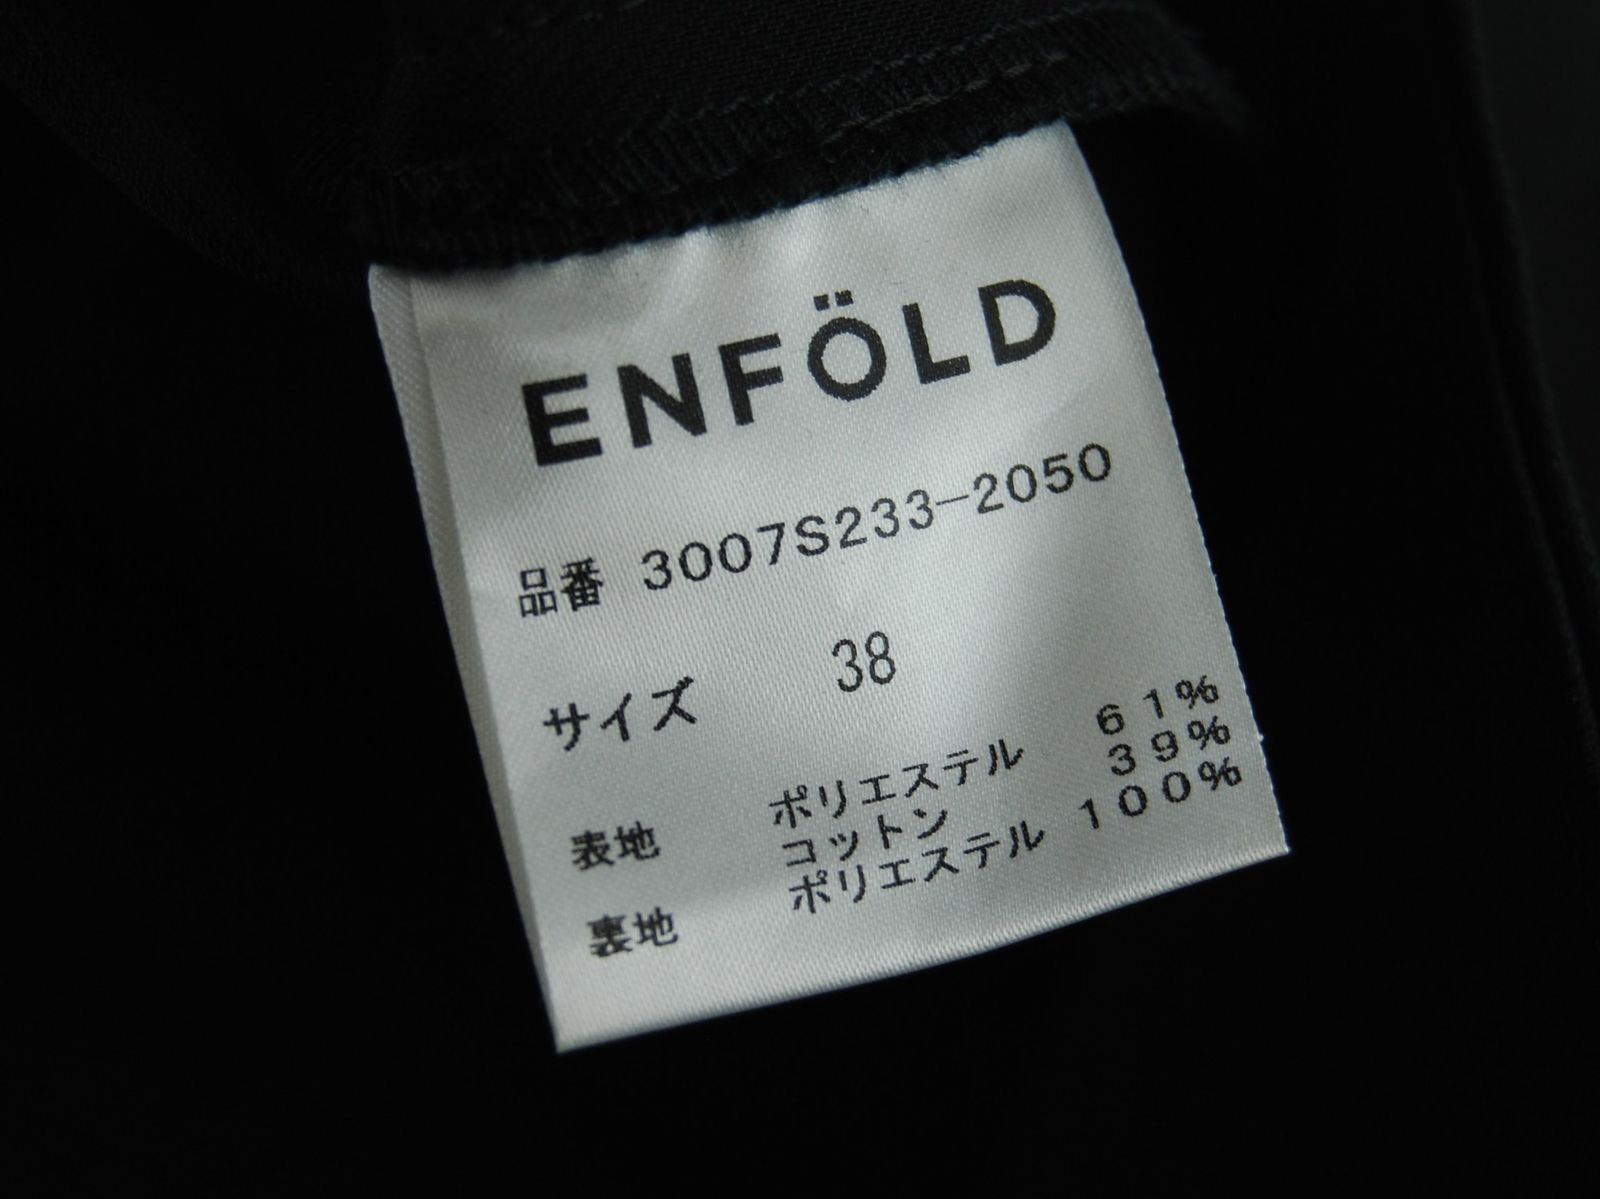 ENFÖLD
品番 3007S233-2050
サイズ 38
表地 ポリエステル 61%
コットン 39%
裏地 ポリエステル 100%